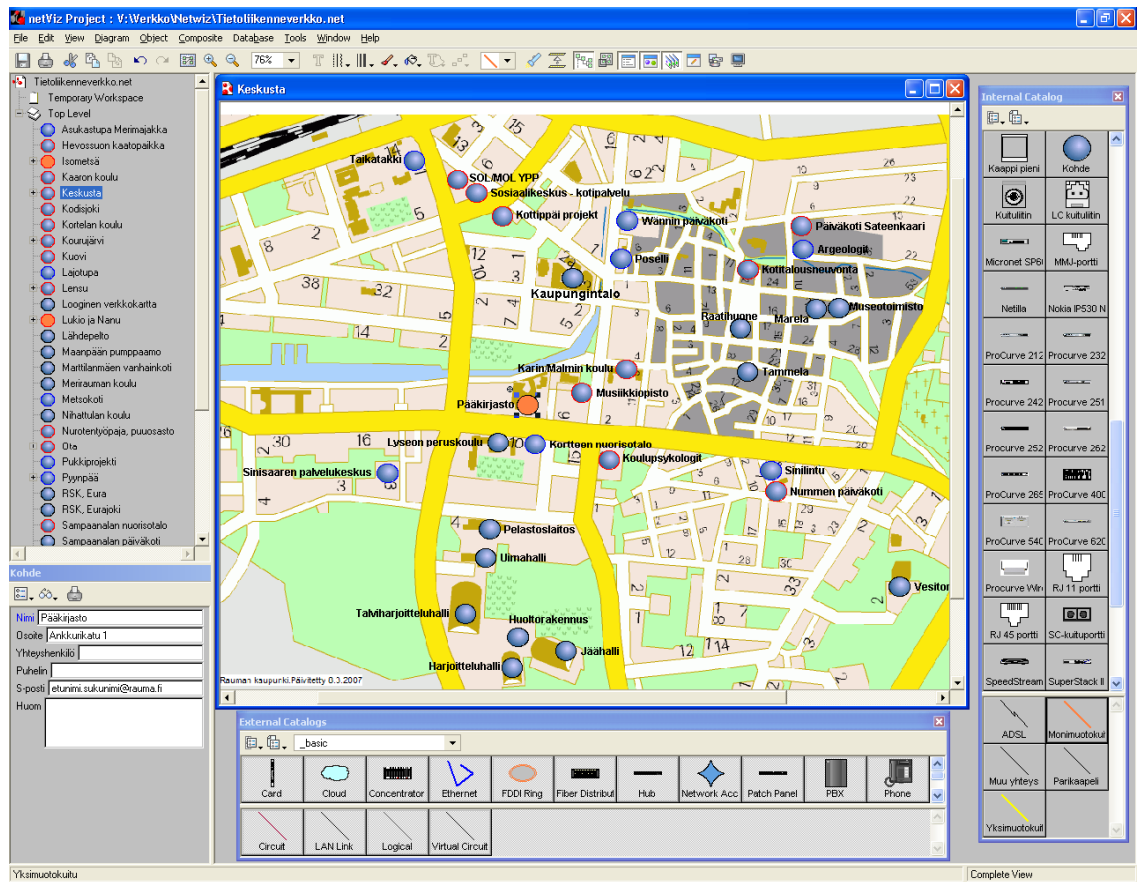 netViz Project : V:\Verkko\Netwiz\Tietoliikenneverkko.net
File Edit View Diagram Object Composite Database Tools Window Help
76%
Tietoliikenneverkko.net
Temporary Workspace
Top Level
Asukastupa Merimajakka
Hevossuon kaatopaikka
Isometsä
Kaaron koulu
Keskusta
Kodisjoki
Kortelan koulu
Kourujärvi
Kuovi
Lajotupa
Lensu
Looginen verkkokartta
Lukio ja Nanu
Lähdepelto
Maanpään pumppaamo
Marttilanmäen vanhainkoti
Merirauman koulu
Metsokoti
Nihattulan koulu
Nurotentyöpaja, puuosasto
Ota
Pukkiprojekti
Pyynpää
RSK, Eura
RSK, Eurajoki
Sampaanalan nuorisotalo
Sampaanalan päiväkoti
Kohde
Nimi Pääkirjasto
Osoite Ankkurikatu 1
Yhteyshenkilö
Puhelin
S-posti etunimi.sukunimi@rauma.fi
Huom
Keskusta
Taikatakki
SOL/MOL YPP
Sosiaalikeskus - kotipalvelu
Kottippäi projekt
Wännin päiväkoti
Päiväkoti Sateenkaari
Argeologit
Poselli
Kotitalousneuvonta
Kaupungintalo
Raatihuone
Marela
Museotoimisto
Karin/Malmin koulu
Tammela
Musiikkiopisto
Pääkirjasto
Lyseon peruskoulu
Kortteen nuorisotalo
Koulupsykologit
Sinisaaren palvelukeskus
Sinilintu
Nummen päiväkoti
Pelastoslaitos
Uimahalli
Vesitor
Talviharjoitteluhalli
Huoltorakennus
Jäähalli
Harjoitteluhalli
Rauman kaupunki.Päivitetty 8.3.2007
External Catalogs
_basic
Card Cloud Concentrator Ethernet FDDI Ring Fiber Distribut Hub Network Acc Patch Panel PBX Phone
Circuit LAN Link Logical Virtual Circuit
Internal Catalog
Kaappi pieni Kohde
Kuituliitin LC kuituliitin
Micronet SP6 MMJ-portti
Netilla Nokia IP530 N
ProCurve 212 Procurve 232
ProCurve 242 Procurve 251
Procurve 252 Procurve 262
ProCurve 265 ProCurve 400
ProCurve 540 ProCurve 620
Procurve Wire RJ 11 portti
RJ 45 portti SC-kuituportti
SpeedStream SuperStack II
ADSL Monimuotokui
Muu yhteys Parikaapeli
Yksimuotokuit
Yksimuotokuitu
Complete View